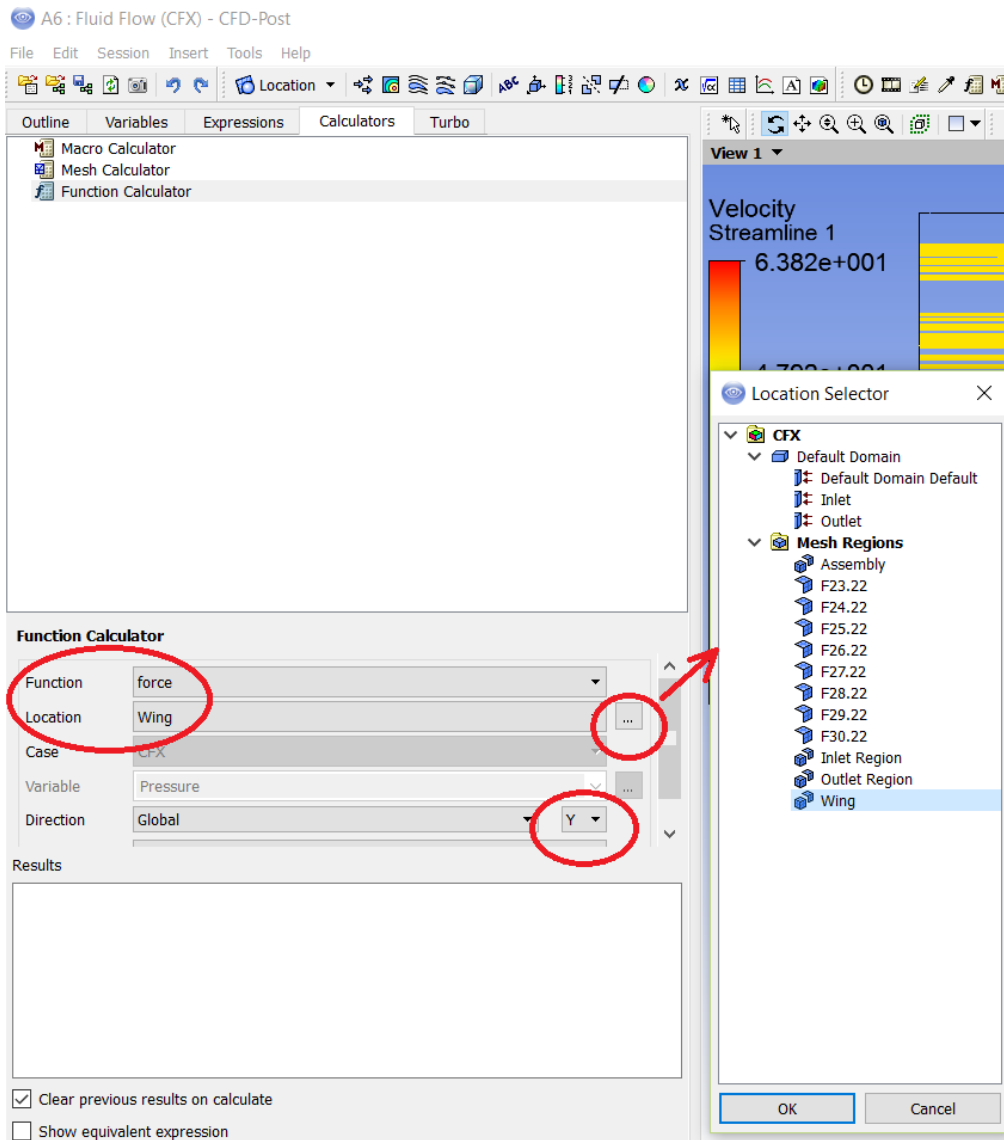 A6 : Fluid Flow (CFX) - CFD-Post
File Edit Session Insert Tools Help
Location
Outline Variables Expressions Calculators Turbo
Macro Calculator
Mesh Calculator
Function Calculator
View 1
Velocity
Streamline 1
6.382e+001
Location Selector
CFX
Default Domain
Default Domain Default
Inlet
Outlet
Mesh Regions
Assembly
F23.22
F24.22
F25.22
F26.22
F27.22
F28.22
F29.22
F30.22
Inlet Region
Outlet Region
Wing
OK Cancel
Function Calculator
Function force
Location Wing ...
Case CFX
Variable Pressure ...
Direction Global Y
Results
Clear previous results on calculate
Show equivalent expression